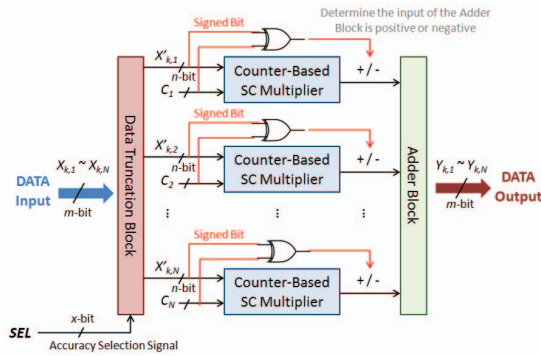 Determine the input of the Adder
Block is positive or negative
Signed Bit
X'k,1
n-bit
C1
Counter-Based
SC Multiplier
+ / -
Signed Bit
X'k,2
n-bit
C2
Counter-Based
SC Multiplier
+ / -
Xk,1 ~ Xk,N
DATA
Input
m-bit
Data Truncation Block
Adder Block
Yk,1 ~ Yk,N
DATA
Output
m-bit
...
...
...
Signed Bit
X'k,N
n-bit
CN
Counter-Based
SC Multiplier
+ / -
SEL
x-bit
Accuracy Selection Signal